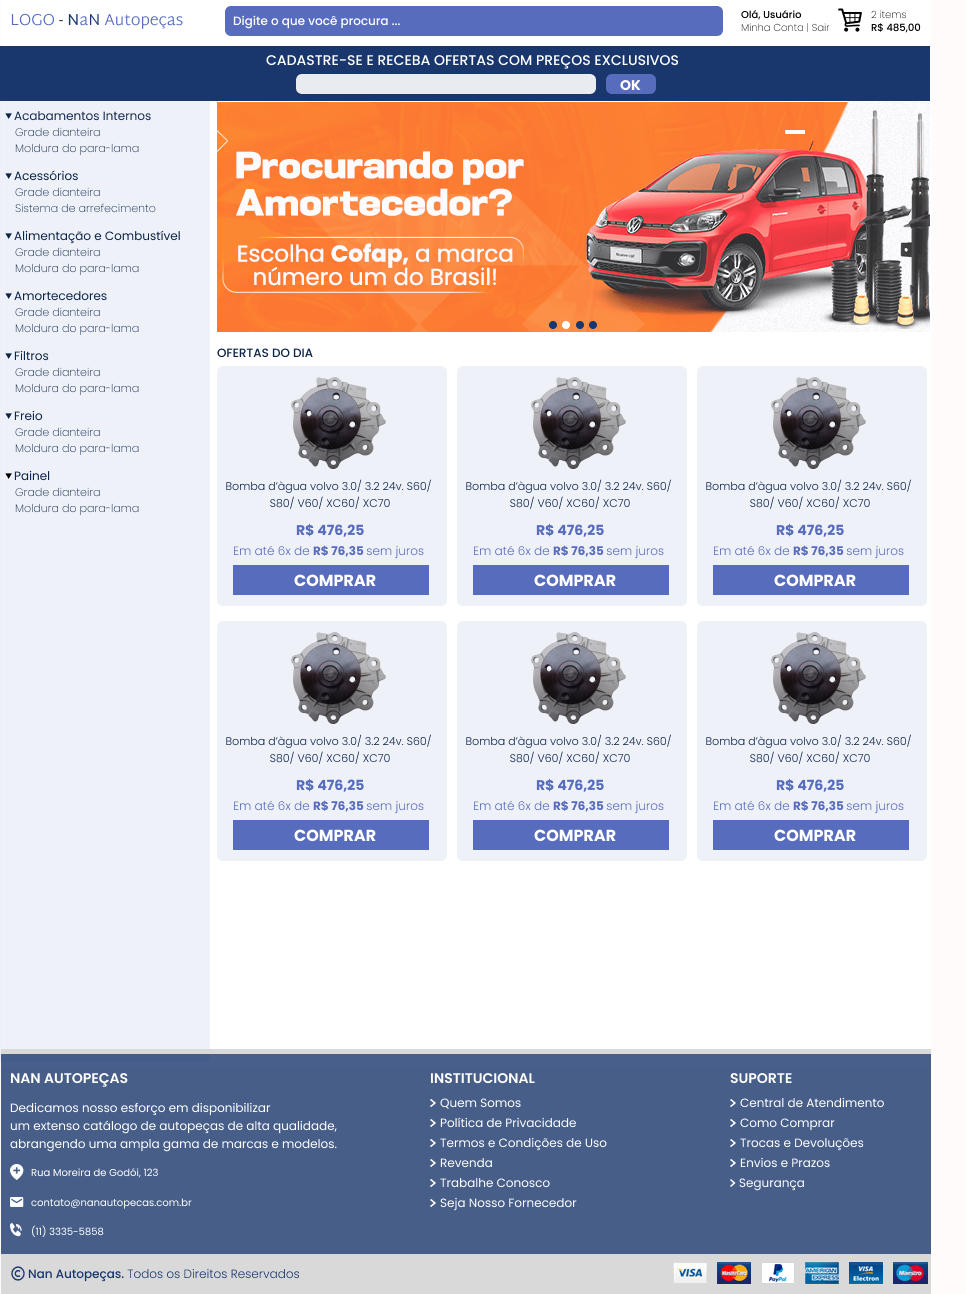 LOGO - NaN Autopeças
Digite o que você procura ...
Olá, Usuário
Minha Conta | Sair
2 items
R$ 485,00
CADASTRE-SE E RECEBA OFERTAS COM PREÇOS EXCLUSIVOS
OK
Acabamentos Internos
Grade dianteira
Moldura do para-lama
Acessórios
Grade dianteira
Sistema de arrefecimento
Alimentação e Combustível
Grade dianteira
Moldura do para-lama
Amortecedores
Grade dianteira
Moldura do para-lama
Filtros
Grade dianteira
Moldura do para-lama
Freio
Grade dianteira
Moldura do para-lama
Painel
Grade dianteira
Moldura do para-lama
Procurando por
Amortecedor?
Escolha Cofap, a marca
número um do Brasil!
OFERTAS DO DIA
Bomba d'àgua volvo 3.0/ 3.2 24v. S60/
S80/ V60/ XC60/ XC70
R$ 476,25
Em até 6x de R$ 76,35 sem juros
COMPRAR
Bomba d'àgua volvo 3.0/ 3.2 24v. S60/
S80/ V60/ XC60/ XC70
R$ 476,25
Em até 6x de R$ 76,35 sem juros
COMPRAR
Bomba d'àgua volvo 3.0/ 3.2 24v. S60/
S80/ V60/ XC60/ XC70
R$ 476,25
Em até 6x de R$ 76,35 sem juros
COMPRAR
Bomba d'àgua volvo 3.0/ 3.2 24v. S60/
S80/ V60/ XC60/ XC70
R$ 476,25
Em até 6x de R$ 76,35 sem juros
COMPRAR
Bomba d'àgua volvo 3.0/ 3.2 24v. S60/
S80/ V60/ XC60/ XC70
R$ 476,25
Em até 6x de R$ 76,35 sem juros
COMPRAR
Bomba d'àgua volvo 3.0/ 3.2 24v. S60/
S80/ V60/ XC60/ XC70
R$ 476,25
Em até 6x de R$ 76,35 sem juros
COMPRAR
NAN AUTOPEÇAS
Dedicamos nosso esforço em disponibilizar
um extenso catálogo de autopeças de alta qualidade,
abrangendo uma ampla gama de marcas e modelos.
Rua Moreira de Godói, 123
contato@nanautopecas.com.br
(11) 3335-5858
INSTITUCIONAL
Quem Somos
Política de Privacidade
Termos e Condições de Uso
Revenda
Trabalhe Conosco
Seja Nosso Fornecedor
SUPORTE
Central de Atendimento
Como Comprar
Trocas e Devoluções
Envios e Prazos
Segurança
© Nan Autopeças. Todos os Direitos Reservados
VISA
MasterCard
PayPal
AMERICAN EXPRESS
VISA Electron
Maestro